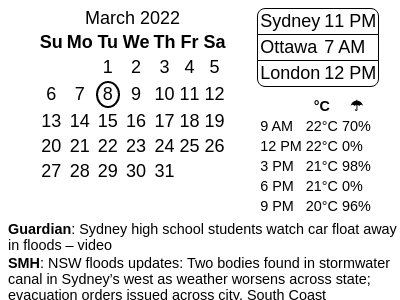 March 2022
Su Mo Tu We Th Fr Sa
1 2 3 4 5
6 7 8 9 10 11 12
13 14 15 16 17 18 19
20 21 22 23 24 25 26
27 28 29 30 31
Sydney 11 PM
Ottawa 7 AM
London 12 PM
°C ☂
9 AM 22°C 70%
12 PM 22°C 0%
3 PM 21°C 98%
6 PM 21°C 0%
9 PM 20°C 96%
Guardian: Sydney high school students watch car float away
in floods – video
SMH: NSW floods updates: Two bodies found in stormwater
canal in Sydney's west as weather worsens across state;
evacuation orders issued across city, South Coast